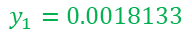 y₁ = 0.0018133